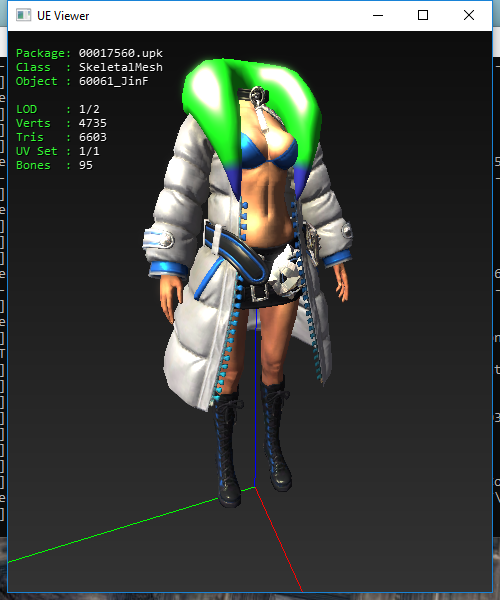 UE Viewer
Package: 00017560.upk
Class : SkeletalMesh
Object : 60061_JinF
LOD : 1/2
Verts : 4735
Tris : 6603
UV Set : 1/1
Bones : 95